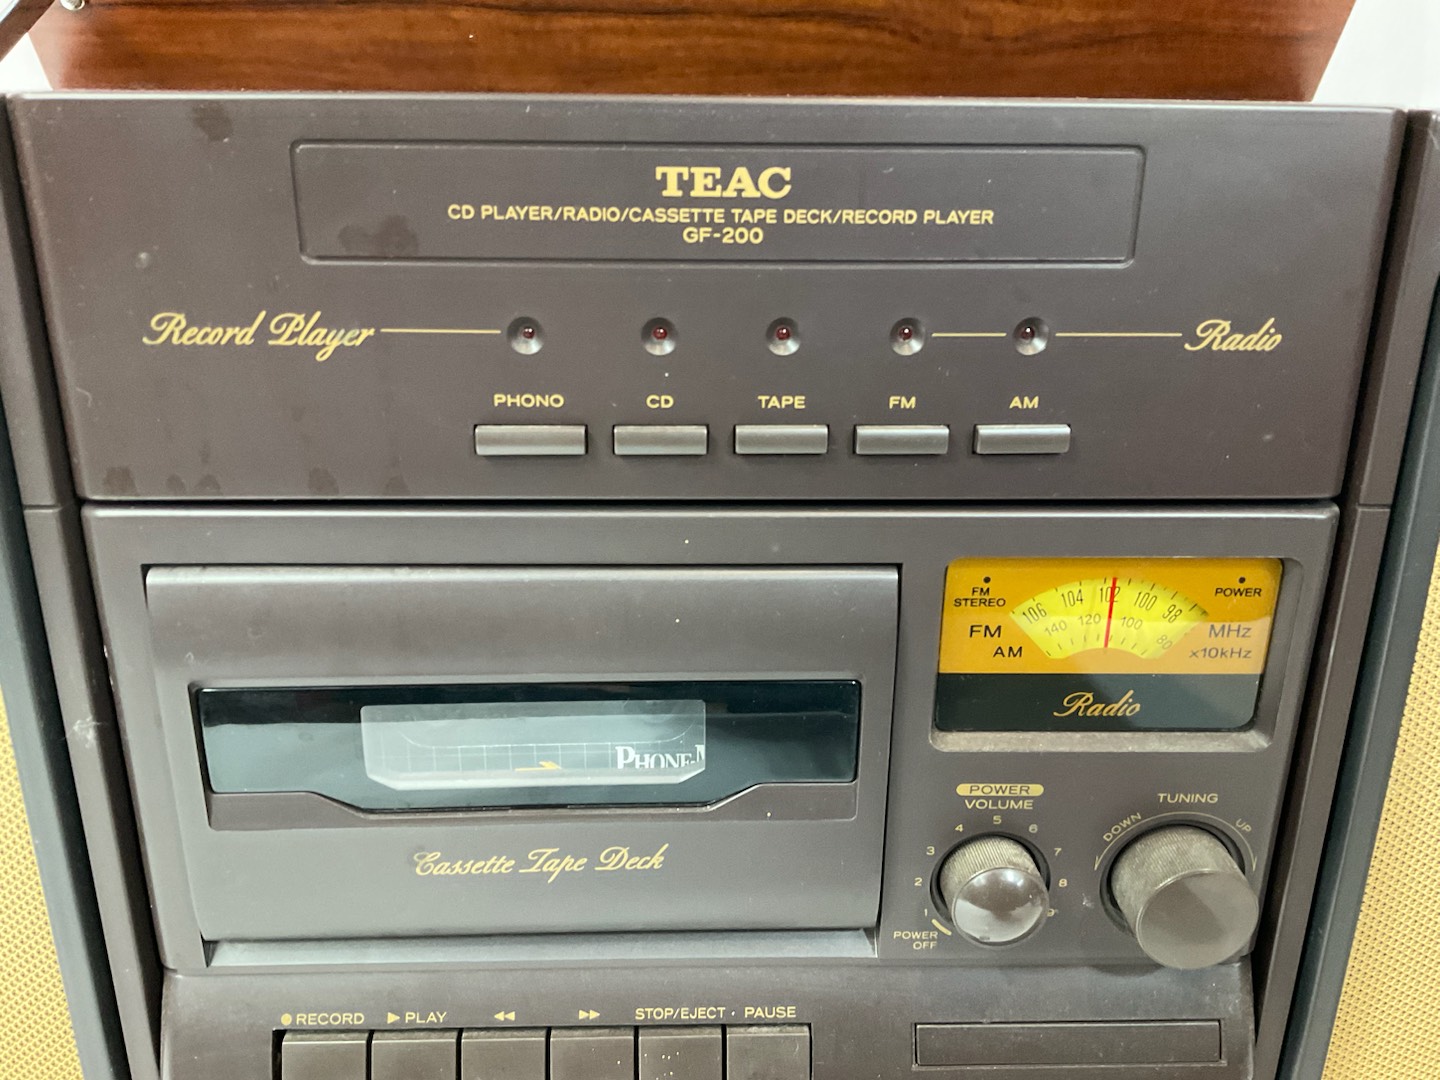 TEAC
CD PLAYER/RADIO/CASSETTE TAPE DECK/RECORD PLAYER
GF-200
Record Player
Radio
PHONO CD TAPE FM AM
FM
STEREO
POWER
106 104 102 100 98
FM MHz
140 120 100 80
AM x10kHz
Radio
PHONE-M
Cassette Tape Deck
POWER
VOLUME
1 2 3 4 5 6 7 8 9
POWER
OFF
TUNING
DOWN UP
● RECORD ▶ PLAY ◀◀ ▶▶ STOP/EJECT · PAUSE